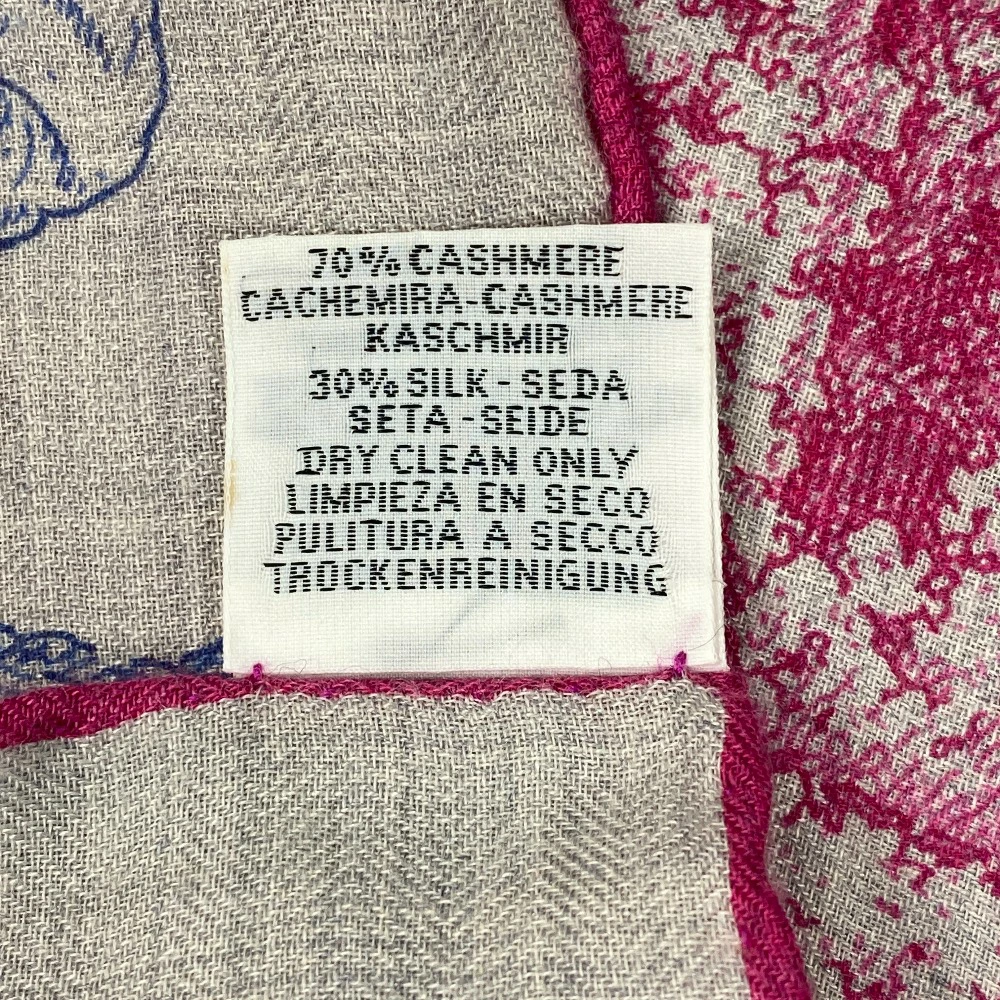 70% CASHMERE
CACHEMIRA-CASHMERE
KASCHMIR
30% SILK - SEDA
SETA - SEIDE
DRY CLEAN ONLY
LIMPIEZA EN SECO
PULITURA A SECCO
TROCKENREINIGUNG